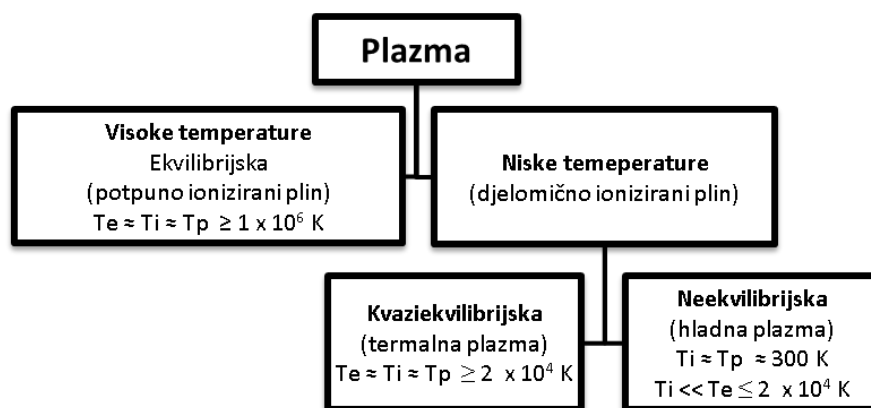 Plazma
Visoke temperature
Ekvilibrijska
(potpuno ionizirani plin)
Te ≈ Ti ≈ Tp ≥ 1 x 10⁶ K
Niske temeperature
(djelomično ionizirani plin)
Kvaziekvilibrijska
(termalna plazma)
Te ≈ Ti ≈ Tp ≥ 2 x 10⁴ K
Neekvilibrijska
(hladna plazma)
Ti ≈ Tp ≈ 300 K
Ti << Te ≤ 2 x 10⁴ K